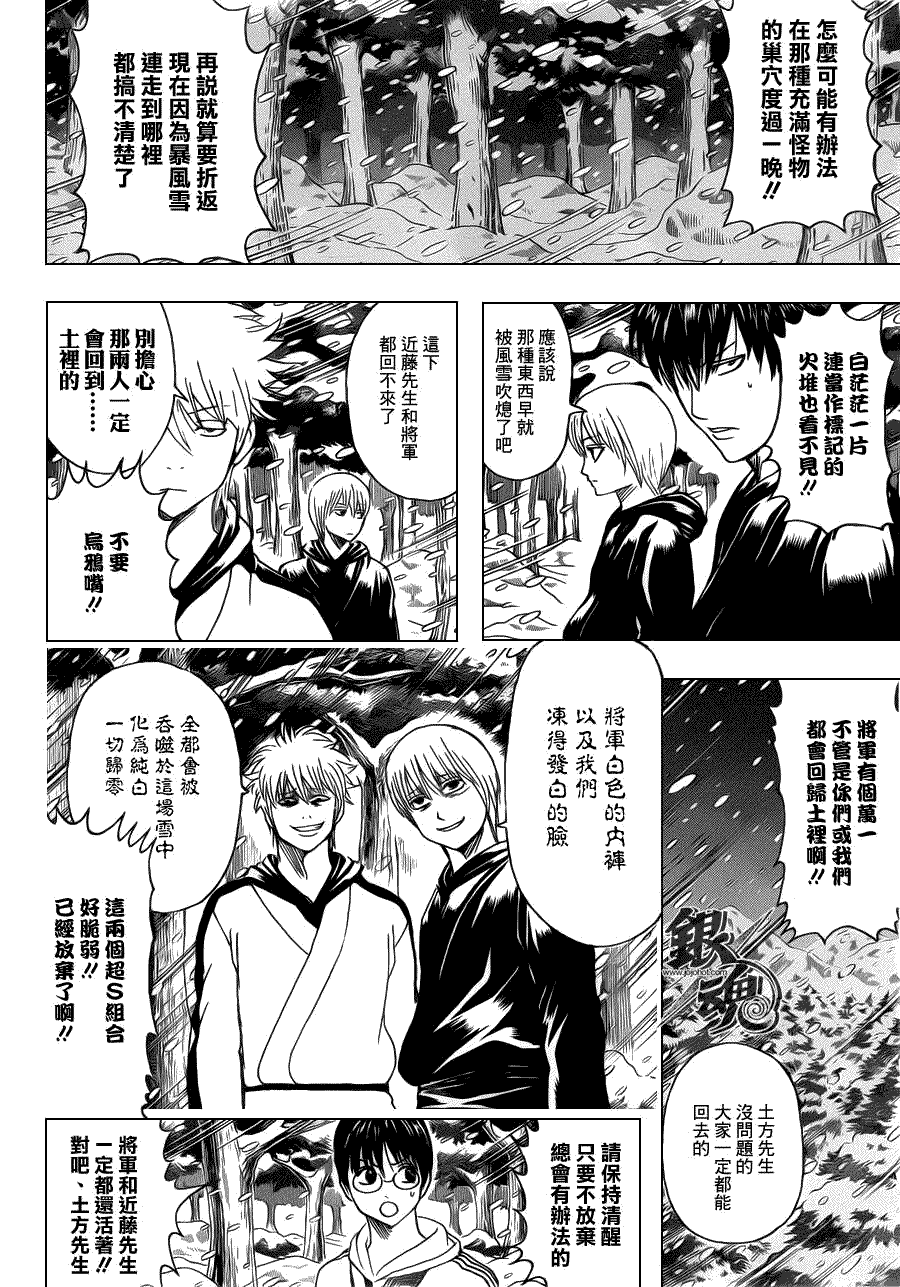 怎麼可能有辦法
在那種充滿怪物
的巢穴度過一晚!!
再説就算要折返
現在因為暴風雪
連走到哪裡
都搞不清楚了
白茫茫一片
連當作標記的
火堆也看不見!!
應該說
那種東西早就
被風雪吹熄了吧
這下
近藤先生和將軍
都回不來了
別擔心
那兩人一定
會回到……
土裡的
不要
烏鴉嘴!!
將軍有個萬一
不管是你們或我們
都會回歸土裡啊!!
銀魂
www.jojohot.com
土方先生
沒問題的
大家一定都能
回去的
將軍白色的內褲
以及我們
凍得發白的臉
全都會被
吞噬於這場雪中
化爲純白
一切歸零
這兩個超S組合
好脆弱!!
已經放棄了啊!!
請保持清醒
只要不放棄
總會有辦法的
將軍和近藤先生
一定都還活著!!
對吧、土方先生